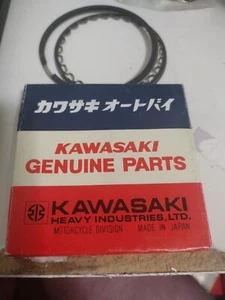 カワサキ オートバイ
KAWASAKI
GENUINE PARTS
KAWASAKI
HEAVY INDUSTRIES, LTD.
MOTORCYCLE DIVISION MADE IN JAPAN